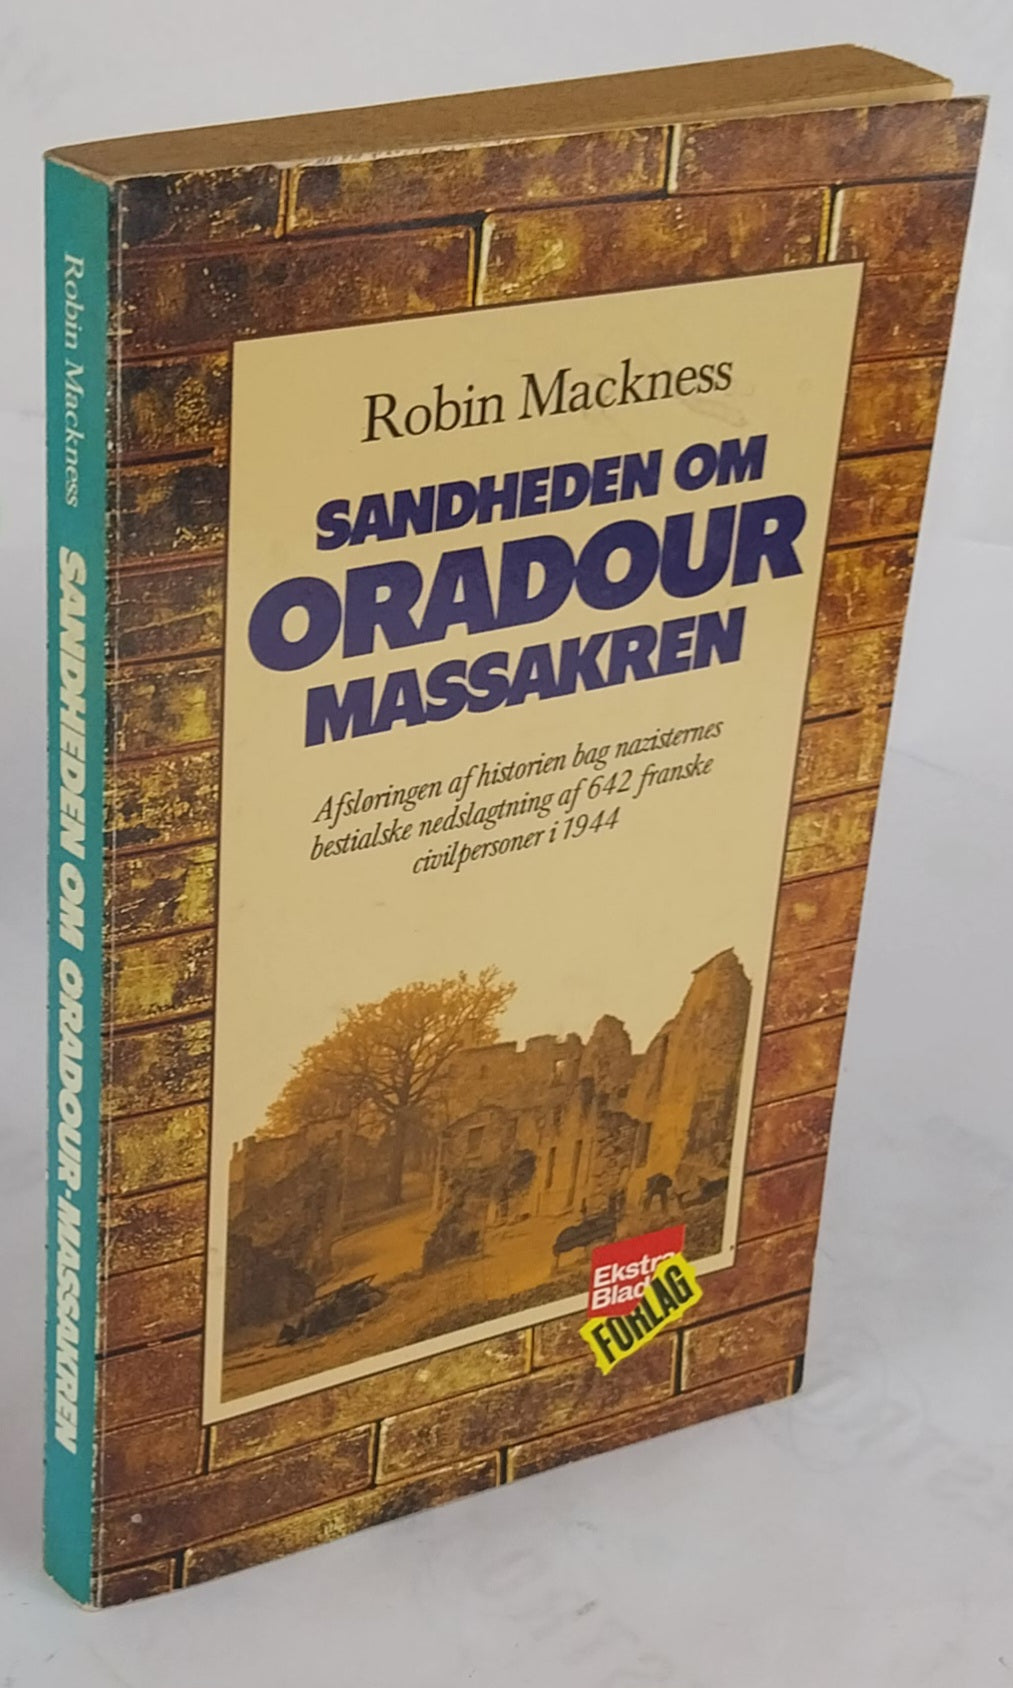 Robin Mackness
SANDHEDEN OM
ORADOUR
MASSAKREN
Afsløringen af historien bag nazisternes
bestialske nedslagtning af 642 franske
civilpersoner i 1944
Ekstra
Blad
FORLAG
Robin Mackness SANDHEDEN OM ORADOUR-MASSAKREN